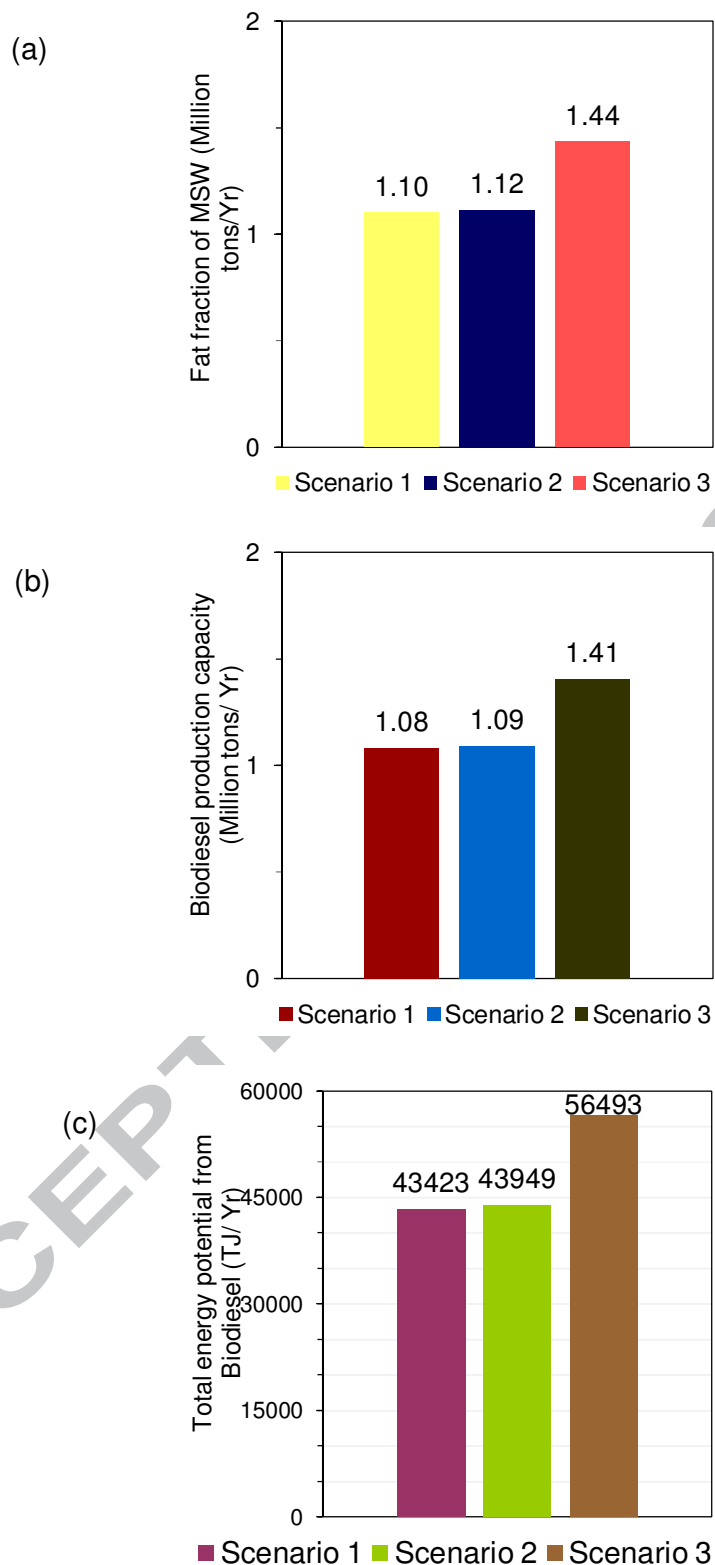 (a)
Fat fraction of MSW (Million
tons/Yr)
2
1
0
1.10
1.12
1.44
Scenario 1 Scenario 2 Scenario 3
(b)
Biodiesel production capacity
(Million tons/ Yr)
2
1
0
1.08
1.09
1.41
Scenario 1 Scenario 2 Scenario 3
(c)
Total energy potential from
Biodiesel (TJ/ Yr)
60000
45000
30000
15000
0
43423
43949
56493
Scenario 1 Scenario 2 Scenario 3
CEPT